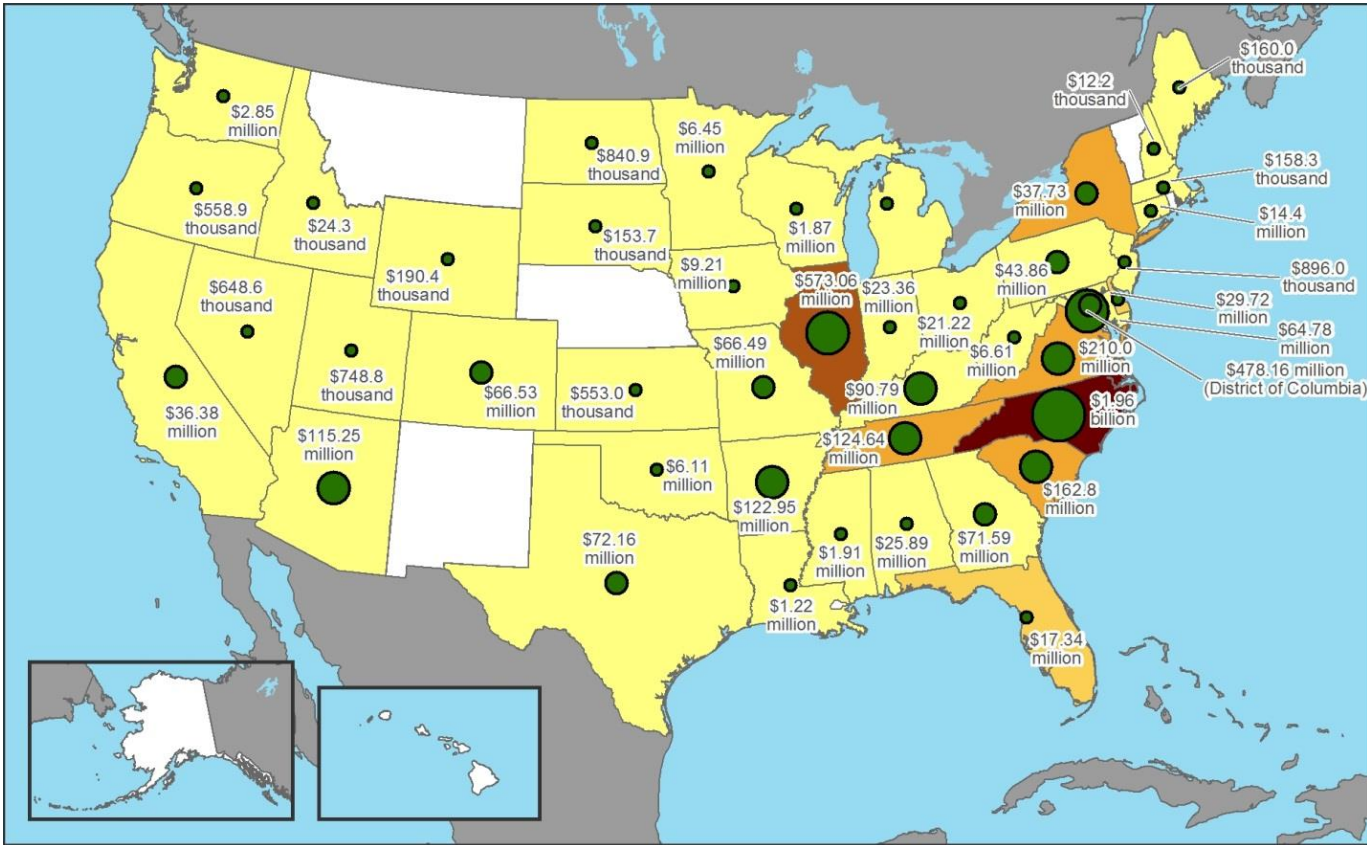 $160.0
thousand
$12.2
thousand
$2.85
million
$6.45
million
$840.9
thousand
$158.3
thousand
$558.9
thousand
$24.3
thousand
$37.73
million
$1.87
million
$14.4
million
$153.7
thousand
$190.4
thousand
$9.21
million
$43.86
million
$896.0
thousand
$648.6
thousand
$573.06
million
$23.36
million
$29.72
million
$21.22
million
$64.78
million
$6.61
million
$210.0
million
$478.16 million
(District of Columbia)
$748.8
thousand
$66.53
million
$553.0
thousand
$66.49
million
$90.79
million
$36.38
million
$1.96
billion
$115.25
million
$124.64
million
$6.11
million
$122.95
million
$162.8
million
$72.16
million
$1.91
million
$25.89
million
$71.59
million
$1.22
million
$17.34
million